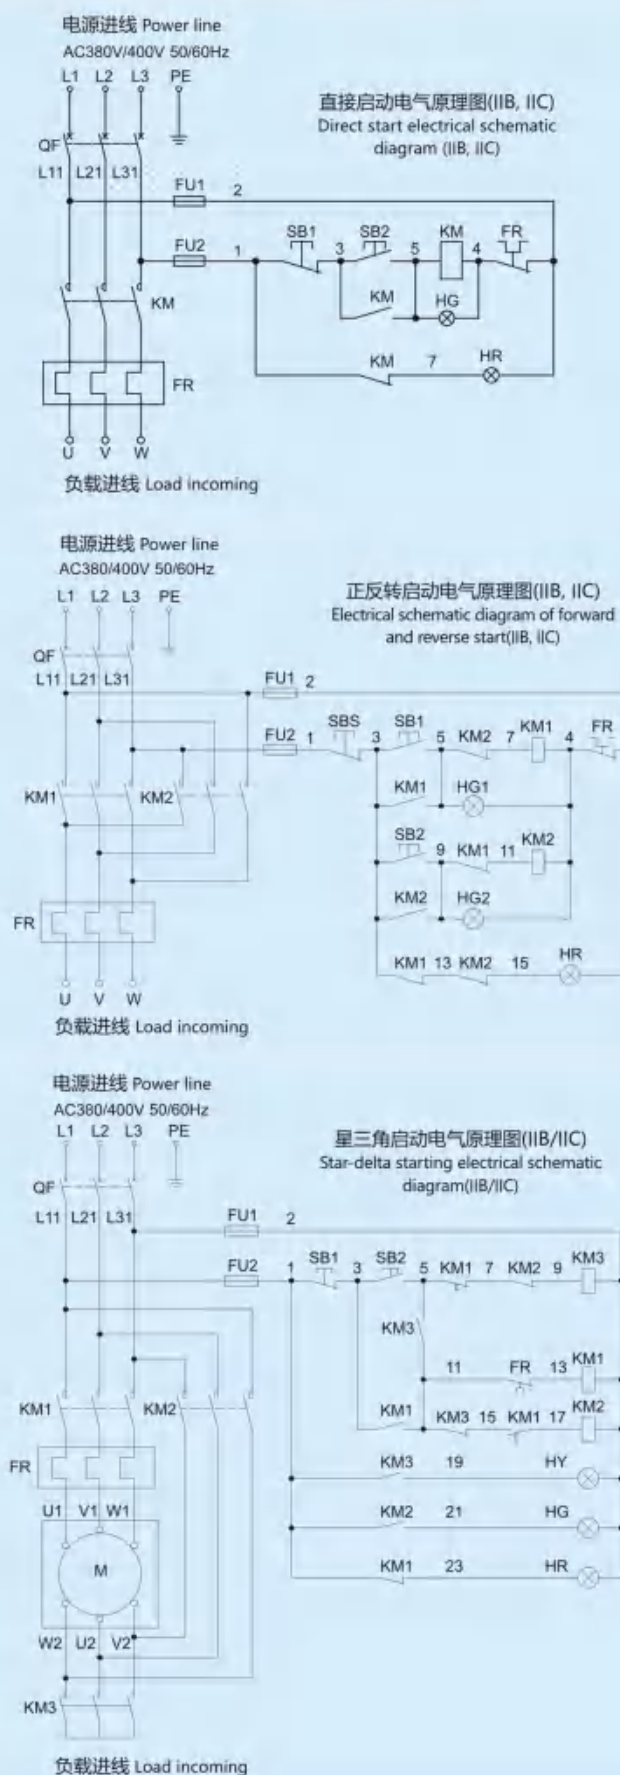 电源进线 Power line
AC380V/400V 50/60Hz
L1 L2 L3 PE
直接启动电气原理图(IIB, IIC)
Direct start electrical schematic
diagram (IIB, IIC)
QF
L11 L21 L31
FU1 2
FU2 1 SB1 3 SB2 5 KM 4 FR
KM HG
KM
KM 7 HR
FR
U V W
负载进线 Load incoming
电源进线 Power line
AC380/400V 50/60Hz
L1 L2 L3 PE
正反转启动电气原理图(IIB, IIC)
Electrical schematic diagram of forward
and reverse start(IIB, IIC)
QF
L11 L21 L31
FU1 2
FU2 1 SBS 3 SB1 5 KM2 7 KM1 4 FR
KM1 KM2 KM1 HG1
SB2 9 KM1 11 KM2
KM2 HG2
FR
KM1 13 KM2 15 HR
U V W
负载进线 Load incoming
电源进线 Power line
AC380/400V 50/60Hz
L1 L2 L3 PE
星三角启动电气原理图(IIB/IIC)
Star-delta starting electrical schematic
diagram(IIB/IIC)
QF
L11 L21 L31
FU1 2
FU2 1 SB1 3 SB2 5 KM1 7 KM2 9 KM3
KM3
11 FR 13 KM1
KM1 KM2 KM1 KM3 15 KM1 17 KM2
FR
KM3 19 HY
U1 V1 W1
KM2 21 HG
M
KM1 23 HR
W2 U2 V2
KM3
负载进线 Load incoming